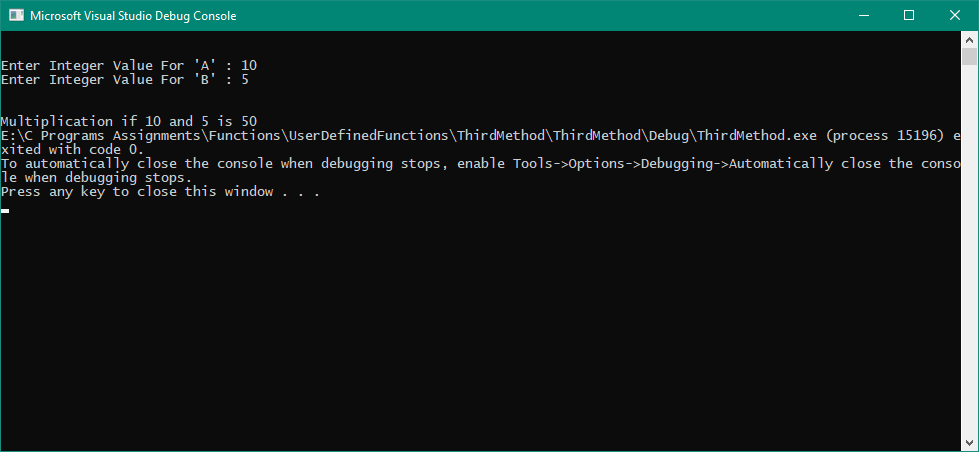 Microsoft Visual Studio Debug Console
Enter Integer Value For 'A' : 10
Enter Integer Value For 'B' : 5
Multiplication if 10 and 5 is 50
E:\C Programs Assignments\Functions\UserDefinedFunctions\ThirdMethod\ThirdMethod\Debug\ThirdMethod.exe (process 15196) e
xited with code 0.
To automatically close the console when debugging stops, enable Tools->Options->Debugging->Automatically close the conso
le when debugging stops.
Press any key to close this window . . .